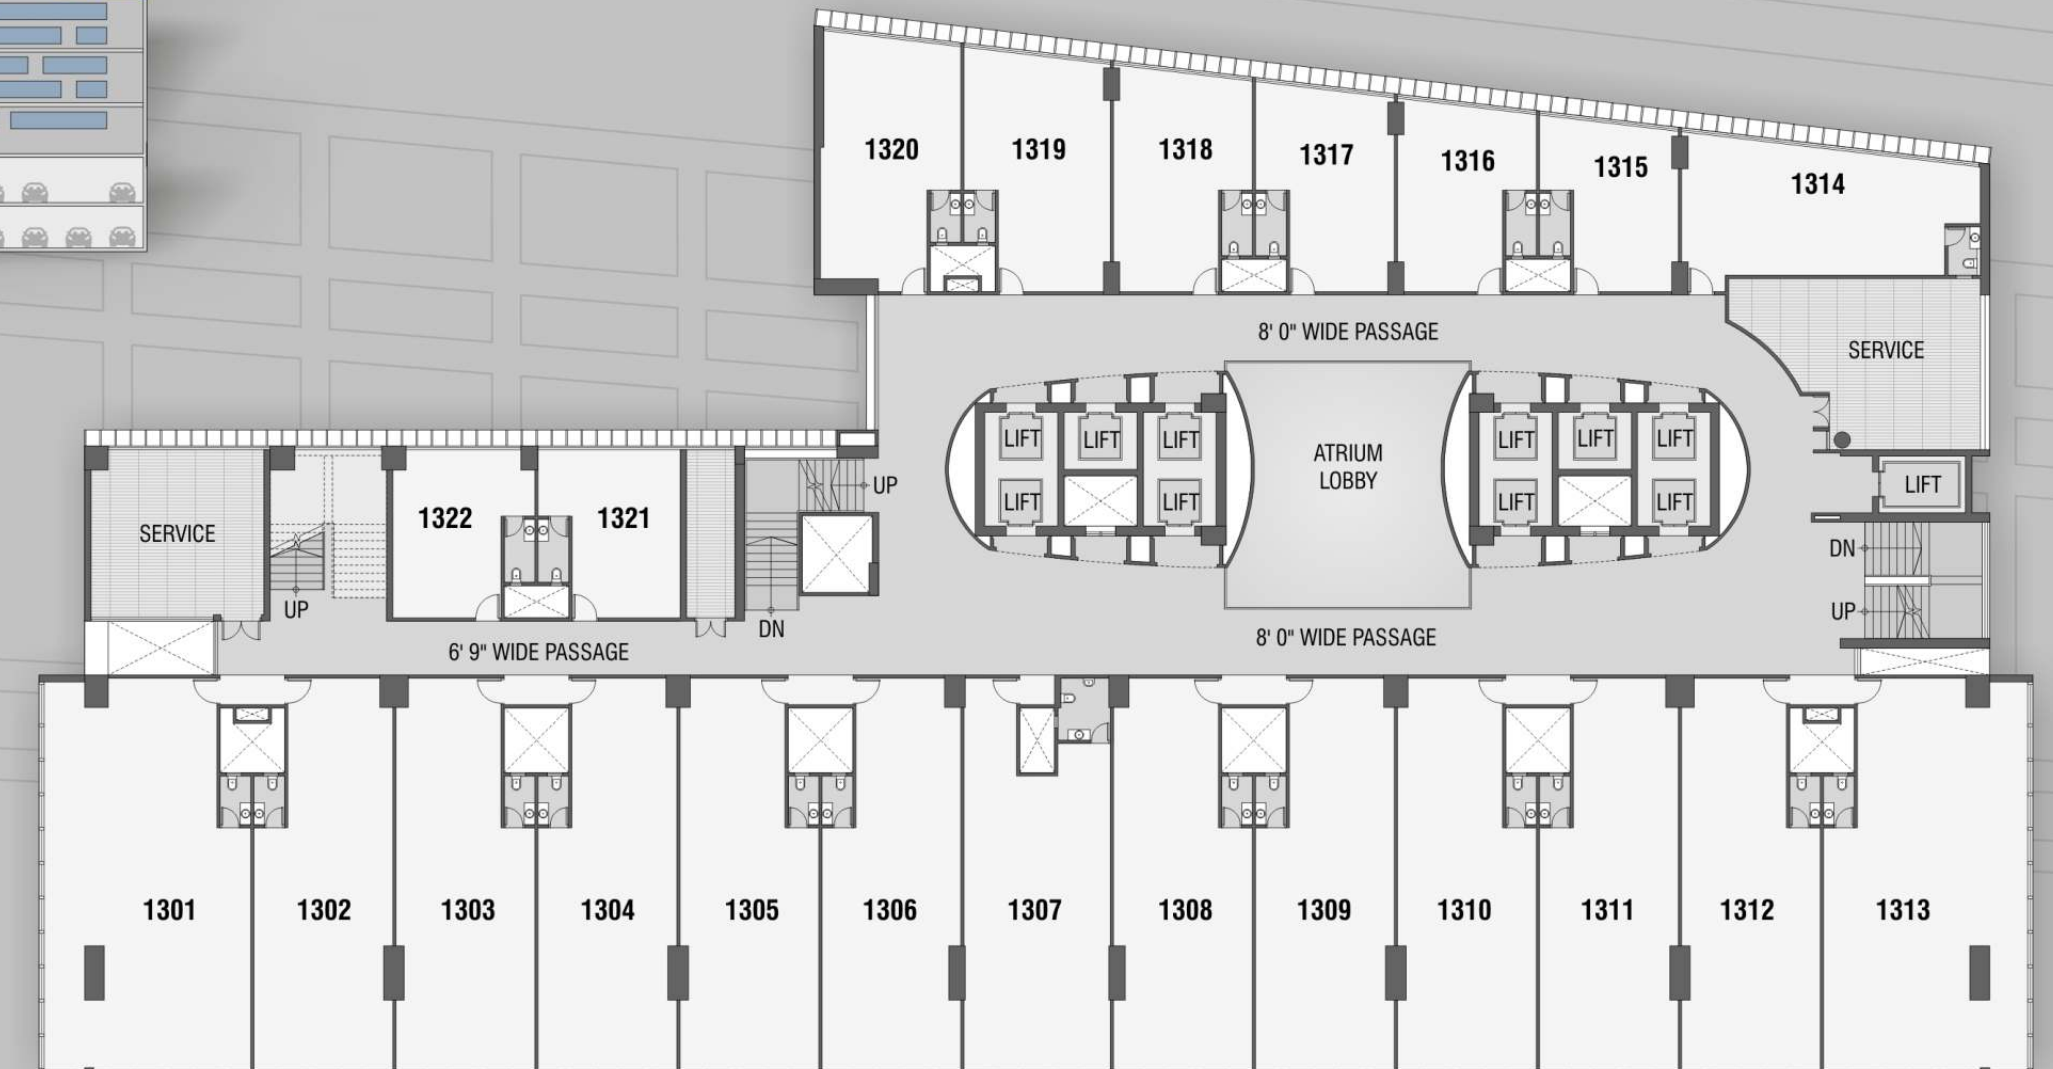 1320
1319
1318
1317
1316
1315
1314
8' 0" WIDE PASSAGE
SERVICE
LIFT
LIFT
LIFT
ATRIUM
LOBBY
LIFT
LIFT
LIFT
LIFT
LIFT
LIFT
LIFT
LIFT
UP
1322
1321
SERVICE
UP
DN
DN
UP
6' 9" WIDE PASSAGE
8' 0" WIDE PASSAGE
1301
1302
1303
1304
1305
1306
1307
1308
1309
1310
1311
1312
1313